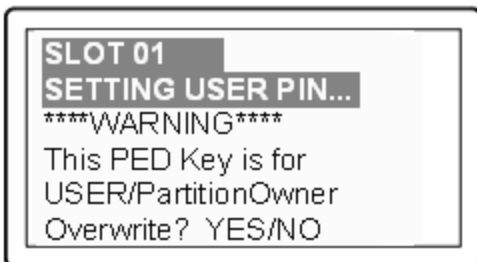 SLOT 01
SETTING USER PIN...
****WARNING****
This PED Key is for
USER/PartitionOwner
Overwrite?  YES/NO